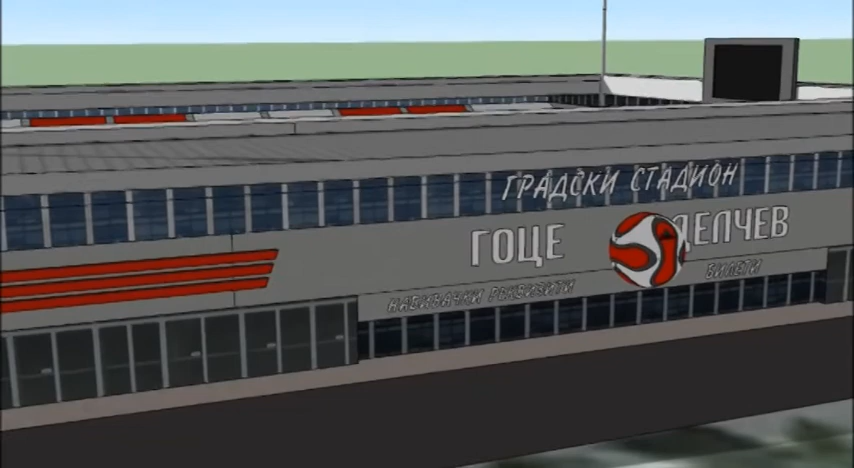 ГРАДСКИ СТАДИОН
ГОЦЕ ДЕЛЧЕВ
НАВИВАЧКИ РЕКВИЗИТИ
БИЛЕТИ